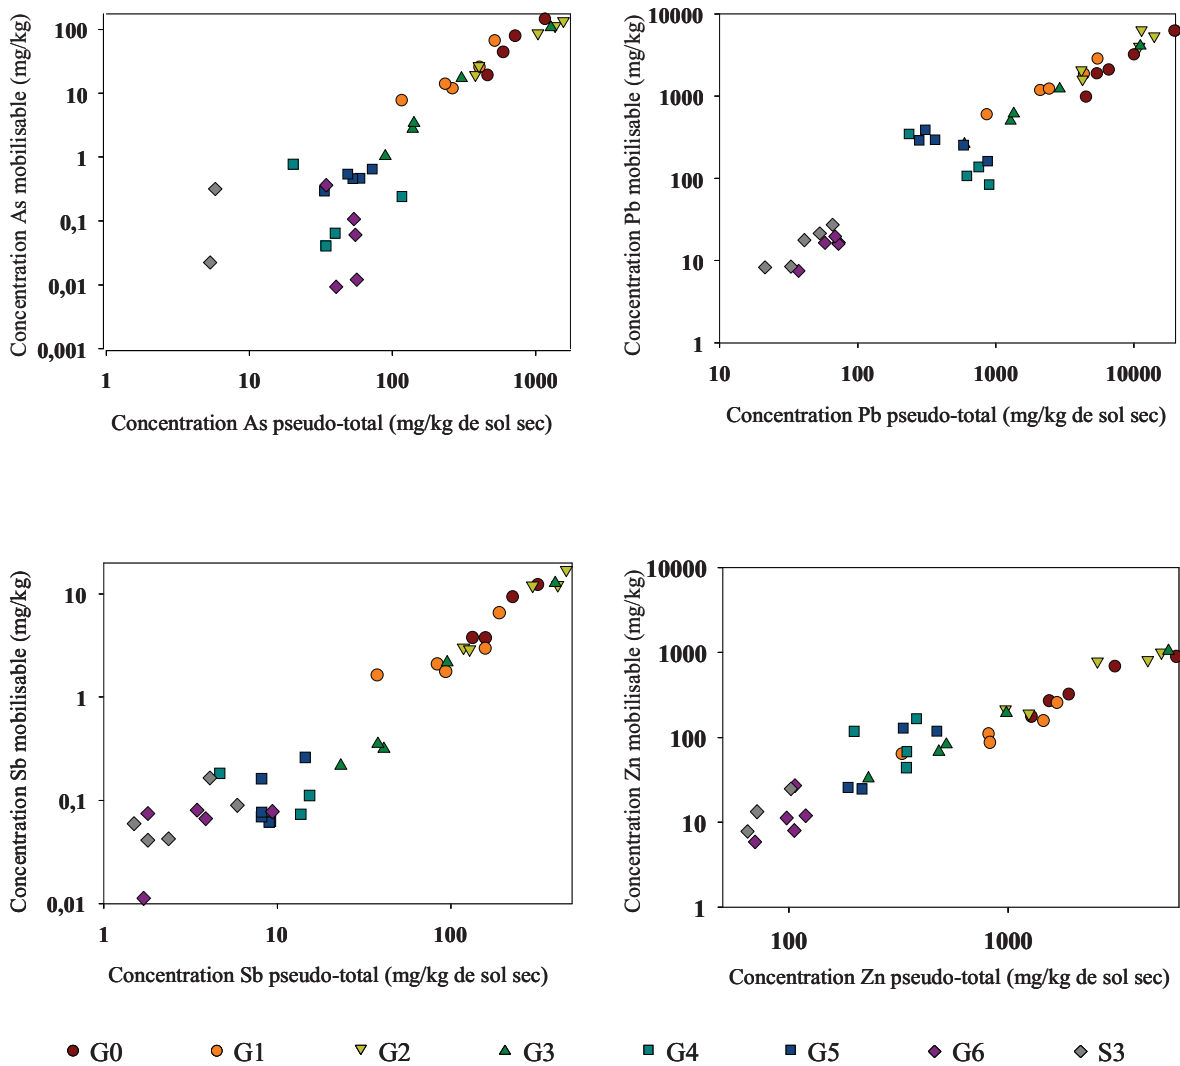 Concentration As mobilisable (mg/kg)
100
10
1
0,1
0,01
0,001
1 10 100 1000
Concentration As pseudo-total (mg/kg de sol sec)
Concentration Pb mobilisable (mg/kg)
10000
1000
100
10
1
10 100 1000 10000
Concentration Pb pseudo-total (mg/kg de sol sec)
Concentration Sb mobilisable (mg/kg)
10
1
0,1
0,01
1 10 100
Concentration Sb pseudo-total (mg/kg de sol sec)
Concentration Zn mobilisable (mg/kg)
10000
1000
100
10
1
100 1000
Concentration Zn pseudo-total (mg/kg de sol sec)
G0 G1 G2 G3 G4 G5 G6 S3